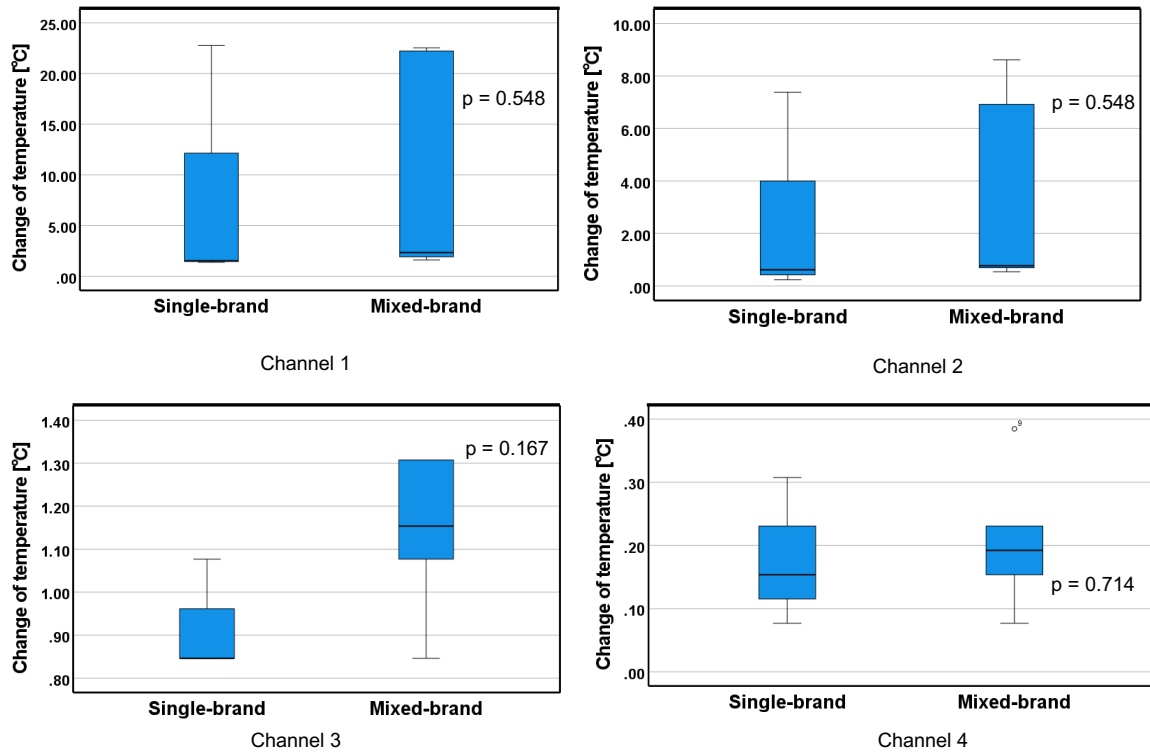 Change of temperature [°C]
25.00
20.00
15.00
10.00
5.00
.00
p = 0.548
Single-brand
Mixed-brand
Channel 1
Change of temperature [°C]
10.00
8.00
6.00
4.00
2.00
.00
p = 0.548
Single-brand
Mixed-brand
Channel 2
Change of temperature [°C]
1.40
1.30
1.20
1.10
1.00
.90
.80
p = 0.167
Single-brand
Mixed-brand
Channel 3
Change of temperature [°C]
.40
.30
.20
.10
.00
9
p = 0.714
Single-brand
Mixed-brand
Channel 4